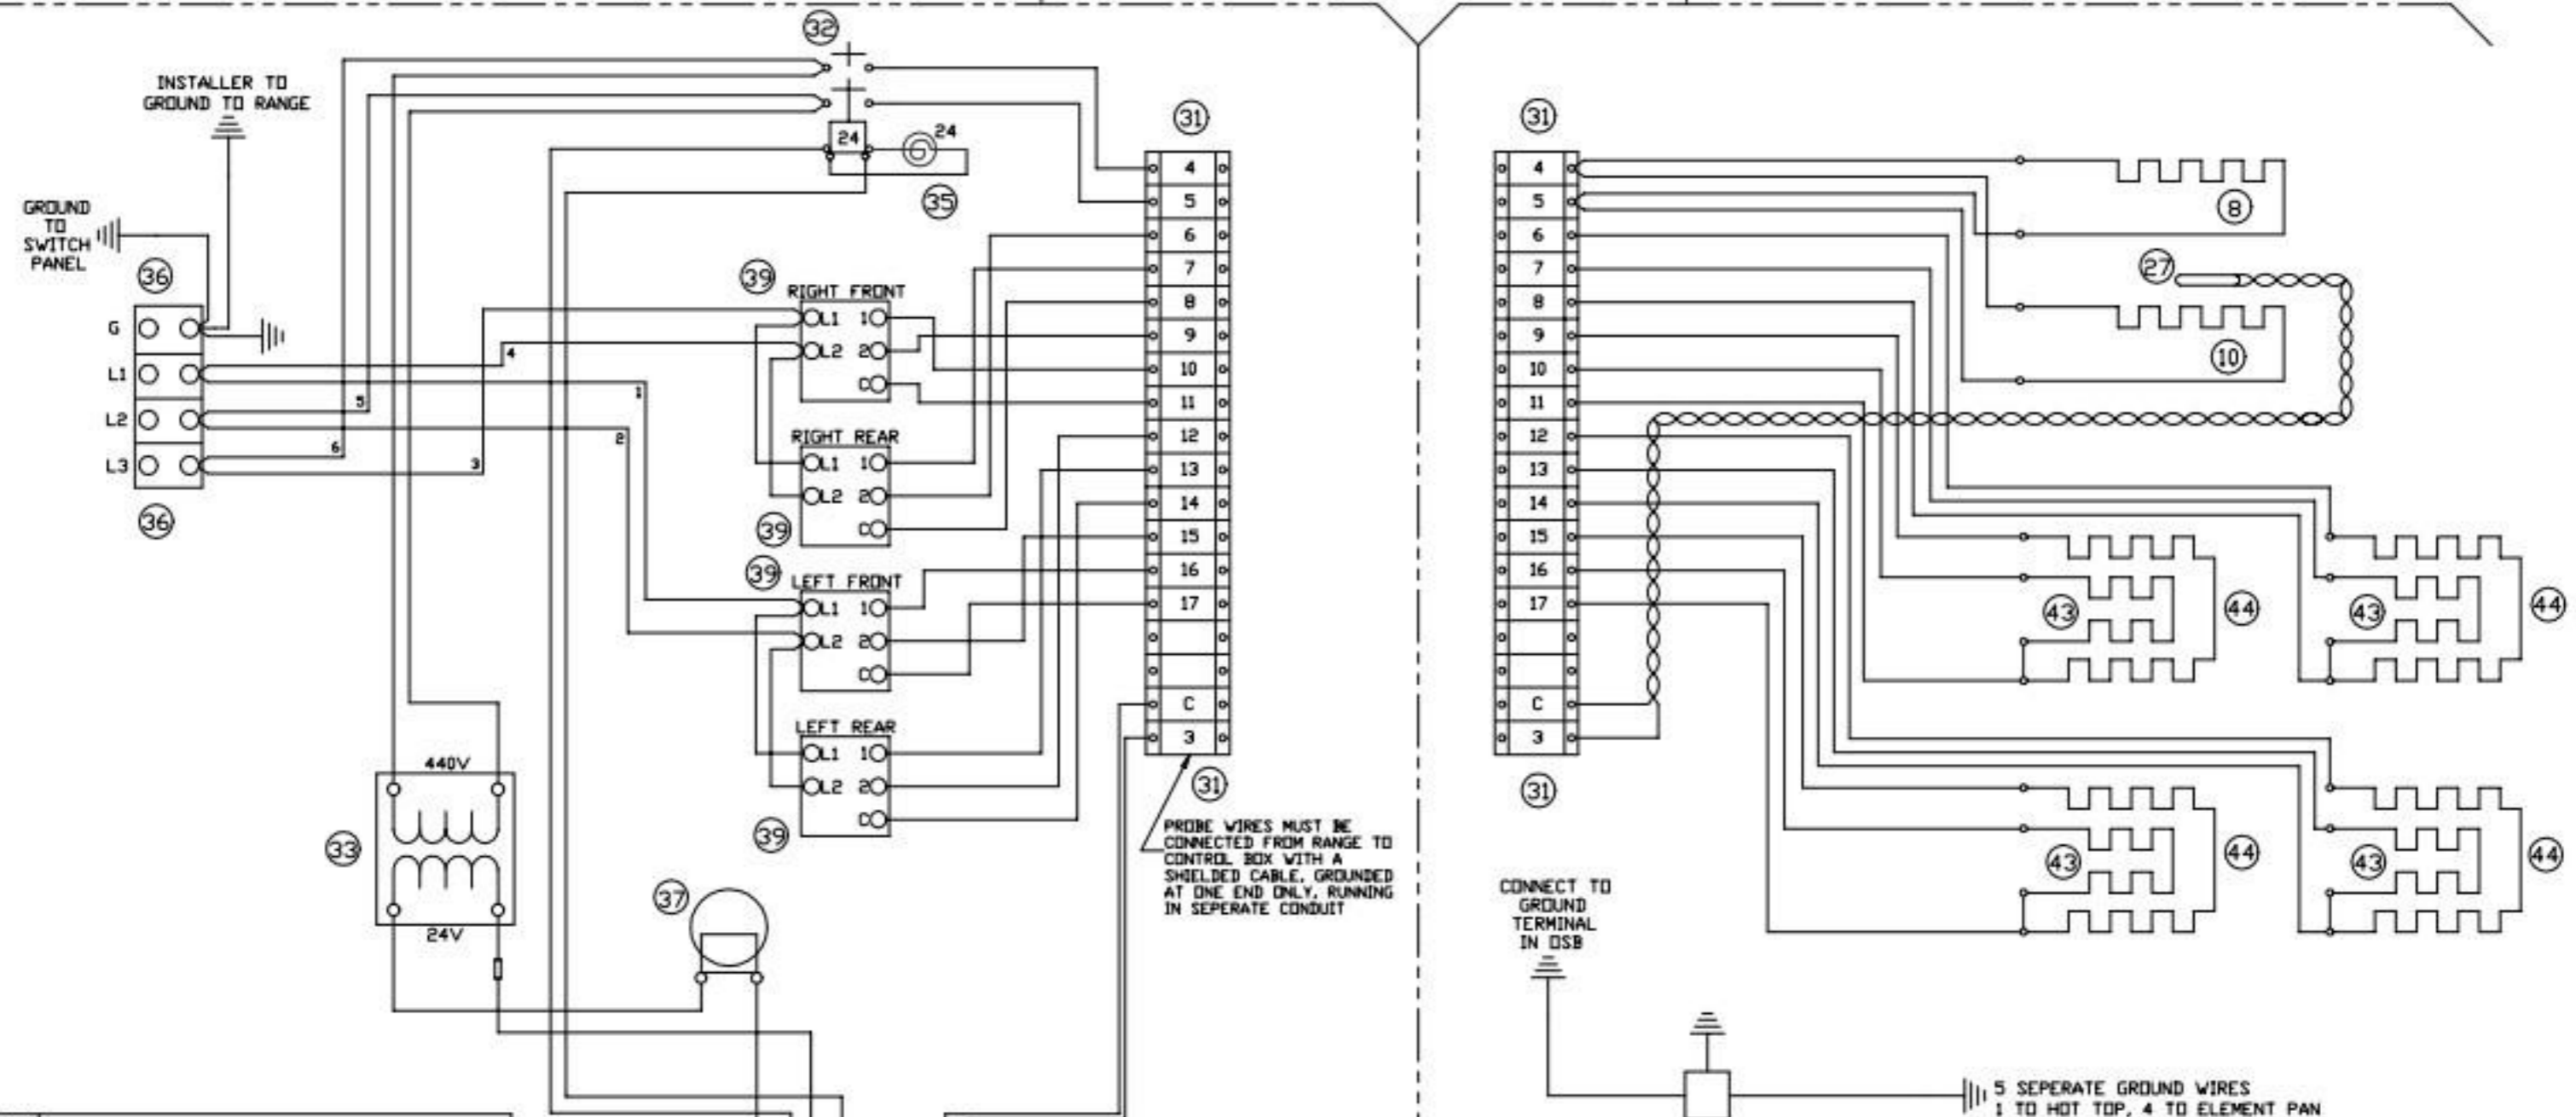 32
INSTALLER TO
GROUND TO RANGE
24
24
35
GROUND
TO
SWITCH
PANEL
36
G
L1
L2
L3
36
4
1
5
2
6
3
39
RIGHT FRONT
L1 1
L2 2
C
RIGHT REAR
L1 1
L2 2
C
39
39
LEFT FRONT
L1 1
L2 2
C
LEFT REAR
L1 1
L2 2
C
39
440V
33
24V
37
31
4
5
6
7
8
9
10
11
12
13
14
15
16
17
C
3
31
PROBE WIRES MUST BE
CONNECTED FROM RANGE TO
CONTROL BOX WITH A
SHIELDED CABLE, GROUNDED
AT ONE END ONLY, RUNNING
IN SEPERATE CONDUIT
31
4
5
6
7
8
9
10
11
12
13
14
15
16
17
C
3
31
8
27
10
43
44
43
44
43
44
43
44
CONNECT TO
GROUND
TERMINAL
IN OSB
5 SEPERATE GROUND WIRES
1 TO HOT TOP, 4 TO ELEMENT PAN